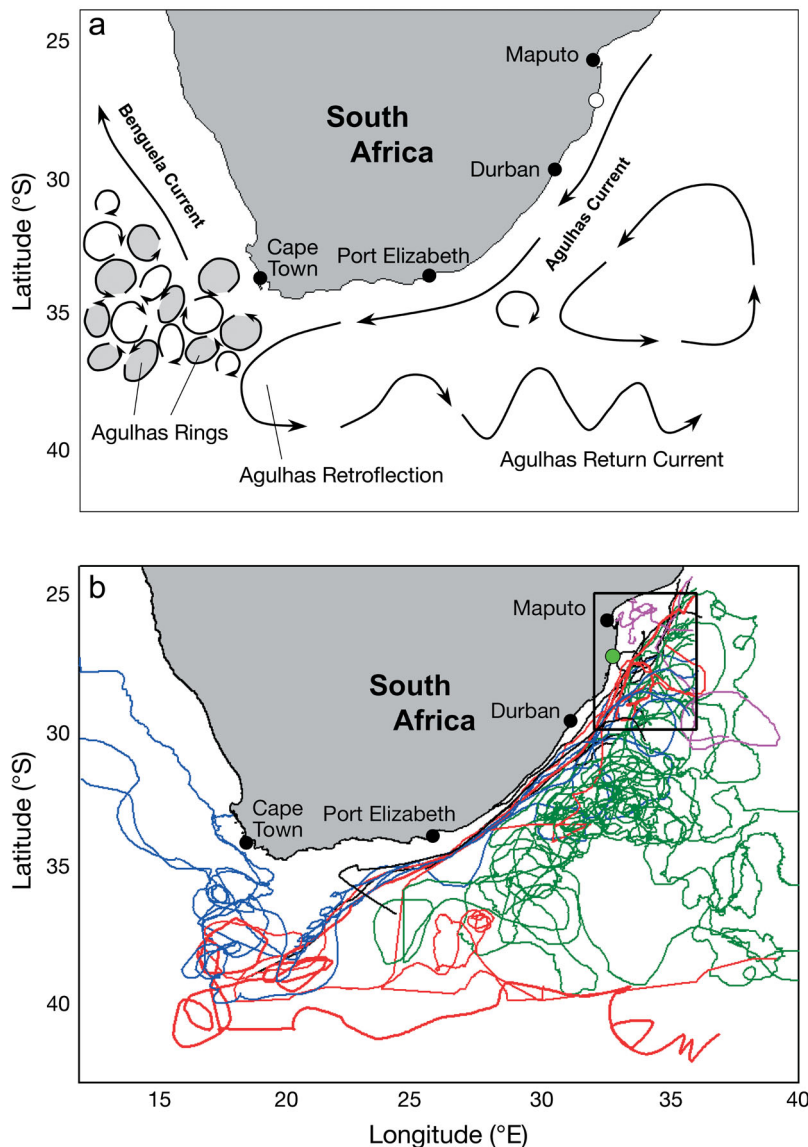 a
25
30
35
40
Latitude (°S)
Maputo
South
Africa
Durban
Benguela Current
Agulhas Current
Cape
Town
Port Elizabeth
Agulhas Rings
Agulhas Retroflection
Agulhas Return Current
b
25
30
35
40
Latitude (°S)
Maputo
South
Africa
Durban
Cape
Town
Port Elizabeth
15
20
25
30
35
40
Longitude (°E)